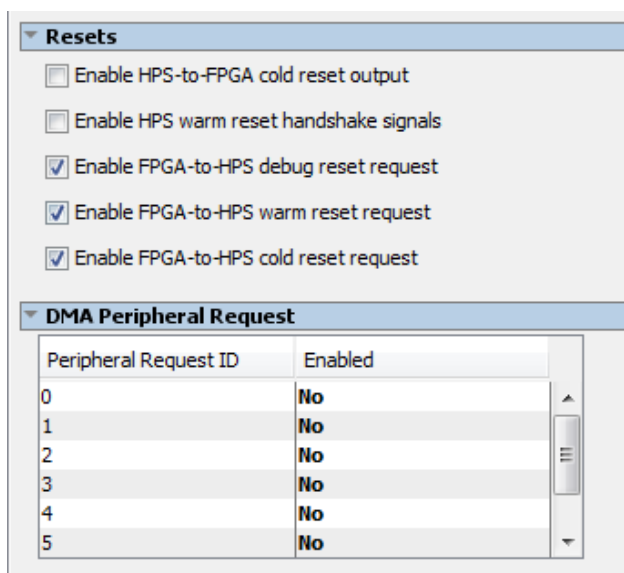 Resets
Enable HPS-to-FPGA cold reset output
Enable HPS warm reset handshake signals
Enable FPGA-to-HPS debug reset request
Enable FPGA-to-HPS warm reset request
Enable FPGA-to-HPS cold reset request
DMA Peripheral Request
Peripheral Request ID Enabled
0 No
1 No
2 No
3 No
4 No
5 No